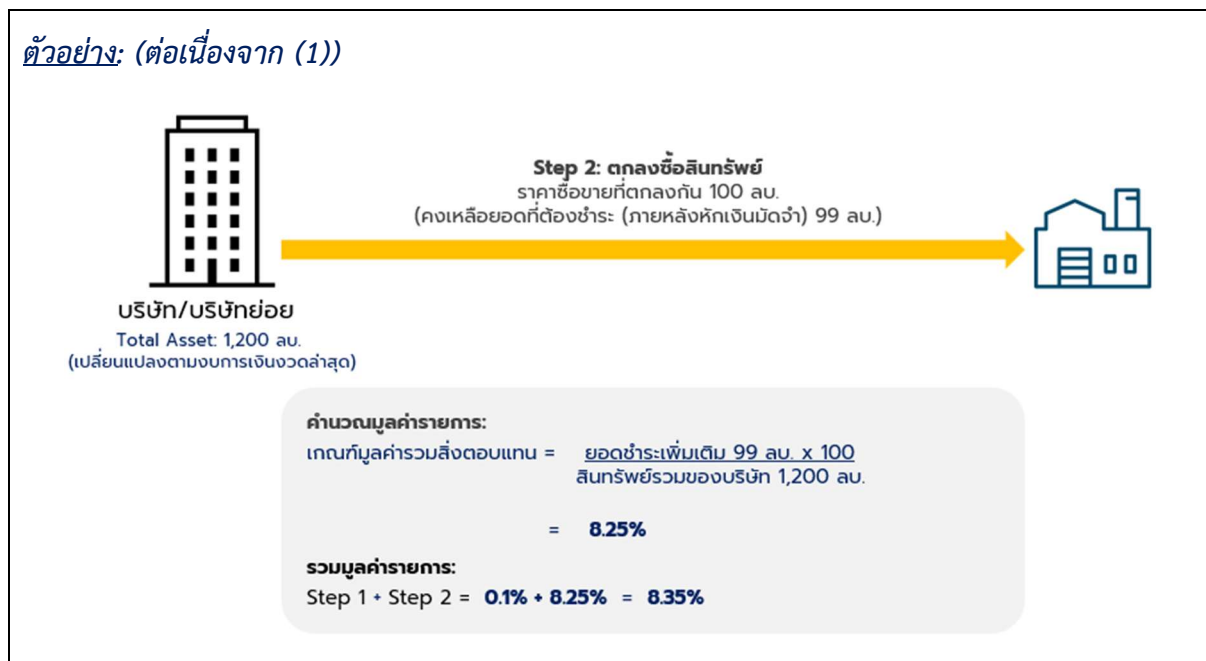 ตัวอย่าง: (ต่อเนื่องจาก (1))
Step 2: ตกลงซื้อสินทรัพย์
ราคาซื้อขายที่ตกลงกัน 100 ลบ.
(คงเหลือยอดที่ต้องชำระ (ภายหลังหักเงินมัดจำ) 99 ลบ.)
บริษัท/บริษัทย่อย
Total Asset: 1,200 ลบ.
(เปลี่ยนแปลงตามงบการเงินงวดล่าสุด)
คำนวณมูลค่ารายการ:
เกณฑ์มูลค่ารวมสิ่งตอบแทน = ยอดชำระเพิ่มเติม 99 ลบ. x 100
สินทรัพย์รวมของบริษัท 1,200 ลบ.
= 8.25%
รวมมูลค่ารายการ:
Step 1 + Step 2 = 0.1% + 8.25% = 8.35%